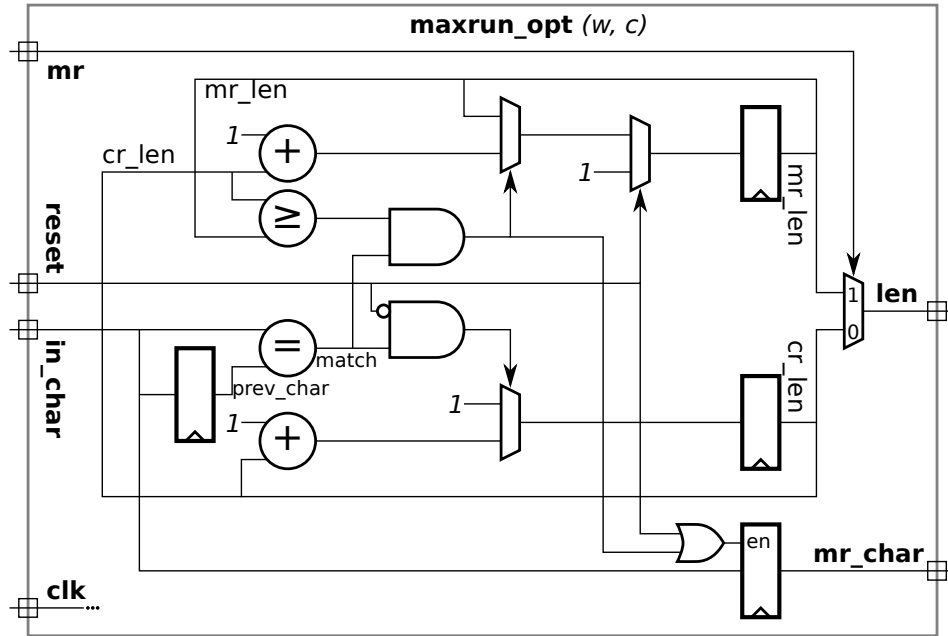 maxrun_opt (w, c)
mr
mr_len
1
+
cr_len
1
mr_len
≥
reset
len
1
0
in_char
=
match
prev_char
cr_len
1
1
+
en
mr_char
clk
...